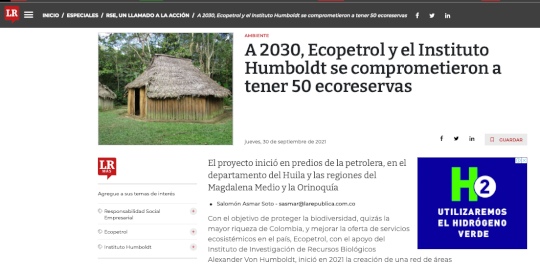 LR INICIO / ESPECIALES / RSE, UN LLAMADO A LA ACCIÓN / A 2030, Ecopetrol y el Instituto Humboldt se comprometieron a tener 50 ecoreservas
AMBIENTE
A 2030, Ecopetrol y el Instituto
Humboldt se comprometieron a
tener 50 ecoreservas
jueves, 30 de septiembre de 2021
GUARDAR
LR
MÁS
Agregue a sus temas de interés
Responsabilidad Social
Empresarial
Ecopetrol
Instituto Humboldt
El proyecto inició en predios de la petrolera, en el
departamento del Huila y las regiones del
Magdalena Medio y la Orinoquía
Salomón Asmar Soto - sasmar@larepublica.com.co
Con el objetivo de proteger la biodiversidad, quizás la
mayor riqueza de Colombia, y mejorar la oferta de servicios
ecosistémicos en el país, Ecopetrol, con el apoyo del
Instituto de Investigación de Recursos Biológicos
Alexander Von Humboldt, inició en 2021 la creación de una red de áreas
H2
UTILIZAREMOS
EL HIDRÓGENO
VERDE